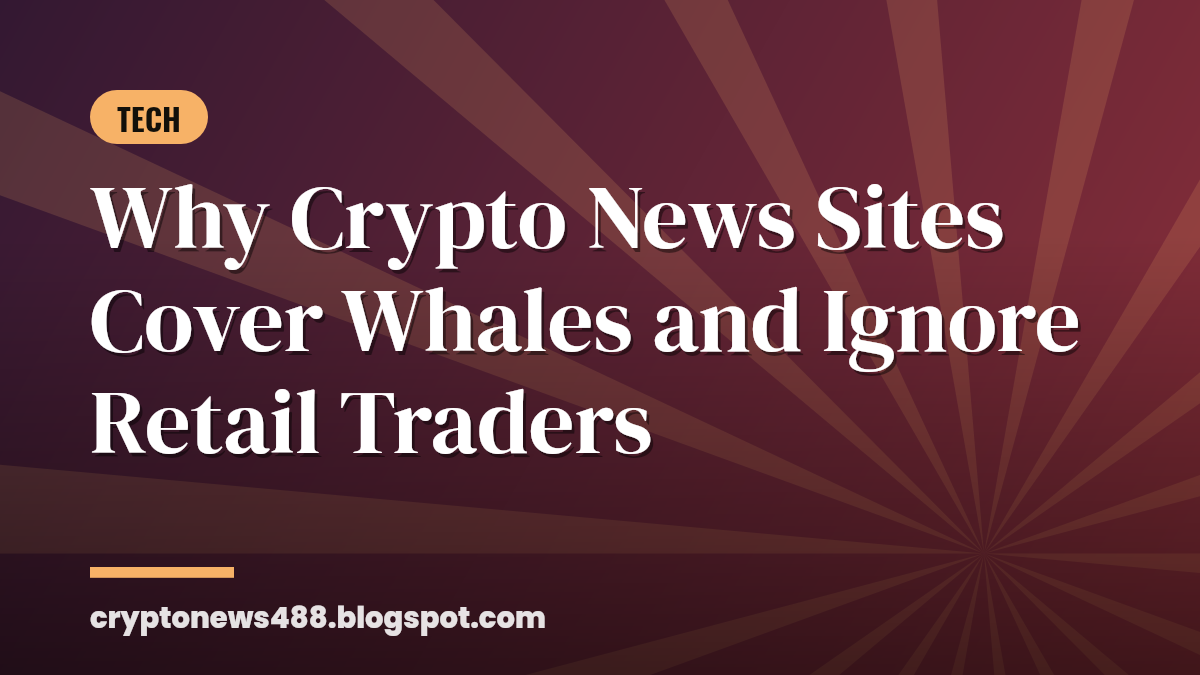 TECH
Why Crypto News Sites
Cover Whales and Ignore
Retail Traders
cryptonews488.blogspot.com